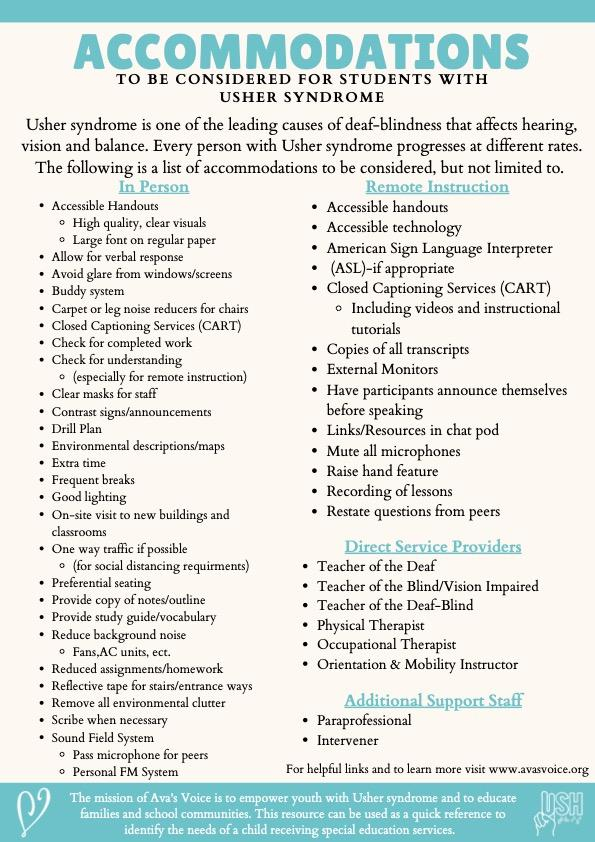 ACCOMMODATIONS
TO BE CONSIDERED FOR STUDENTS WITH
USHER SYNDROME
Usher syndrome is one of the leading causes of deaf-blindness that affects hearing,
vision and balance. Every person with Usher syndrome progresses at different rates.
The following is a list of accommodations to be considered, but not limited to.
In Person
• Accessible Handouts
◦ High quality, clear visuals
◦ Large font on regular paper
• Allow for verbal response
• Avoid glare from windows/screens
• Buddy system
• Carpet or leg noise reducers for chairs
• Closed Captioning Services (CART)
• Check for completed work
• Check for understanding
◦ (especially for remote instruction)
• Clear masks for staff
• Contrast signs/announcements
• Drill Plan
• Environmental descriptions/maps
• Extra time
• Frequent breaks
• Good lighting
• On-site visit to new buildings and
classrooms
• One way traffic if possible
◦ (for social distancing requirments)
• Preferential seating
• Provide copy of notes/outline
• Provide study guide/vocabulary
• Reduce background noise
◦ Fans,AC units, ect.
• Reduced assignments/homework
• Reflective tape for stairs/entrance ways
• Remove all environmental clutter
• Scribe when necessary
• Sound Field System
◦ Pass microphone for peers
◦ Personal FM System
Remote Instruction
• Accessible handouts
• Accessible technology
• American Sign Language Interpreter
• (ASL)-if appropriate
• Closed Captioning Services (CART)
◦ Including videos and instructional
tutorials
• Copies of all transcripts
• External Monitors
• Have participants announce themselves
before speaking
• Links/Resources in chat pod
• Mute all microphones
• Raise hand feature
• Recording of lessons
• Restate questions from peers
Direct Service Providers
• Teacher of the Deaf
• Teacher of the Blind/Vision Impaired
• Teacher of the Deaf-Blind
• Physical Therapist
• Occupational Therapist
• Orientation & Mobility Instructor
Additional Support Staff
• Paraprofessional
• Intervener
For helpful links and to learn more visit www.avasvoice.org
The mission of Ava's Voice is to empower youth with Usher syndrome and to educate
families and school communities. This resource can be used as a quick reference to
identify the needs of a child receiving special education services.
USH